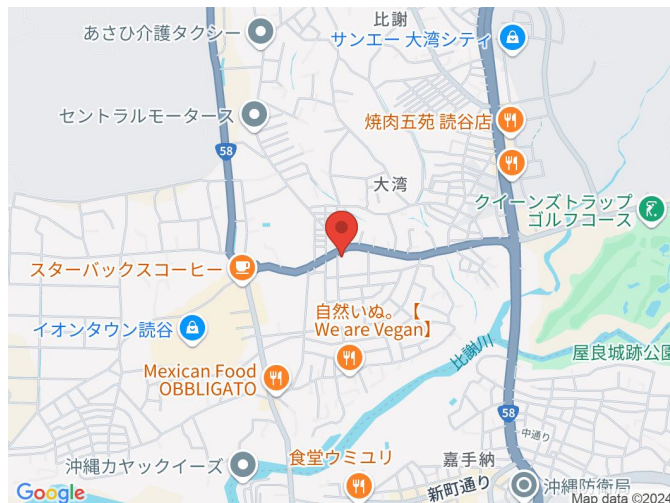 比謝
あさひ介護タクシー
サンエー 大湾シティ
セントラルモータース
焼肉五苑 読谷店
58
大湾
クイーンズトラップ
ゴルフコース
スターバックスコーヒー
自然いぬ。【
We are Vegan】
イオンタウン読谷
比謝川
屋良城跡公園
Mexican Food
OBBLIGATO
58
中通り
嘉手納
沖縄カヤックイーズ
食堂ウミユリ
新町通り
沖縄防衛局
Google
Map data ©2024